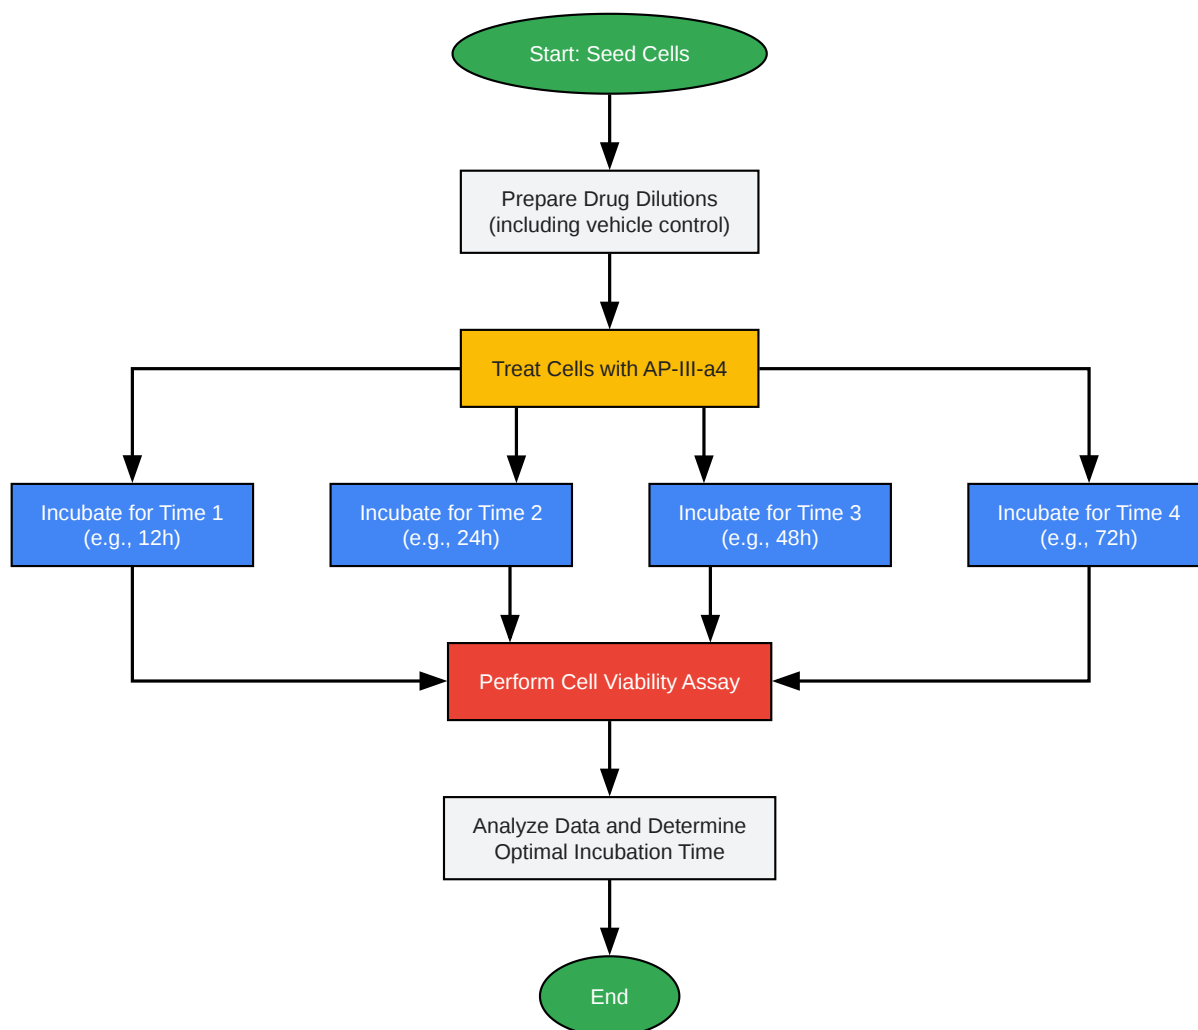 Start: Seed Cells
Prepare Drug Dilutions
(including vehicle control)
Treat Cells with AP-III-a4
Incubate for Time 1
(e.g., 12h)
Incubate for Time 2
(e.g., 24h)
Incubate for Time 3
(e.g., 48h)
Incubate for Time 4
(e.g., 72h)
Perform Cell Viability Assay
Analyze Data and Determine
Optimal Incubation Time
End